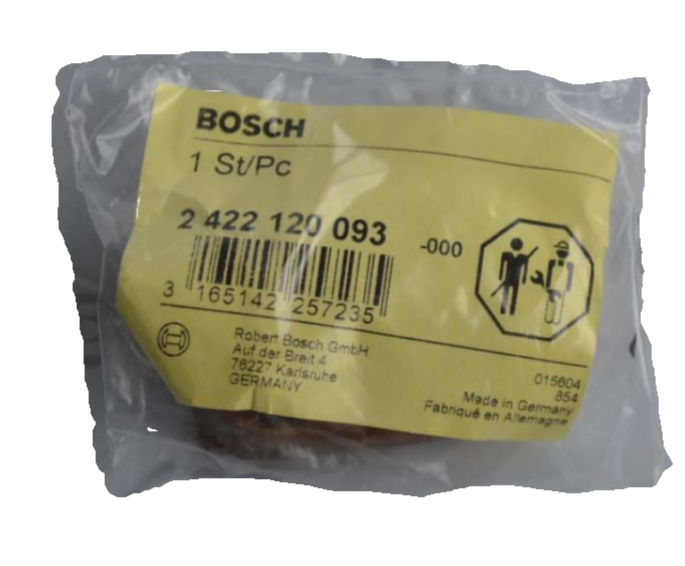 BOSCH
1 St/Pc
2 422 120 093
-000
3 165142 257235
Robert Bosch GmbH
Auf der Breit 4
76227 Karlsruhe
GERMANY
015604
854
Made in Germany
Fabriqué en Allemagne